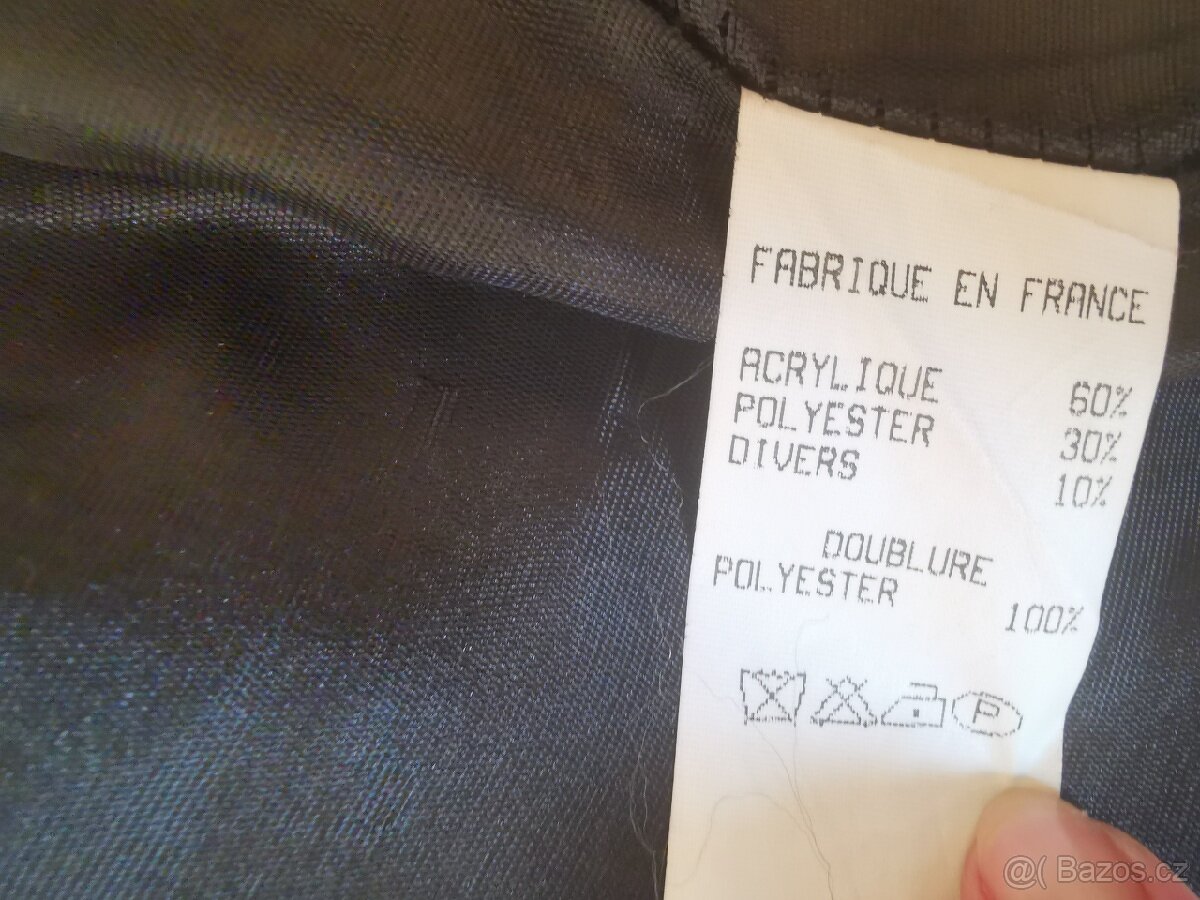 FABRIQUE EN FRANCE
ACRYLIQUE 60%
POLYESTER 30%
DIVERS 10%
DOUBLURE
POLYESTER 100%
P
@( Bazos.cz